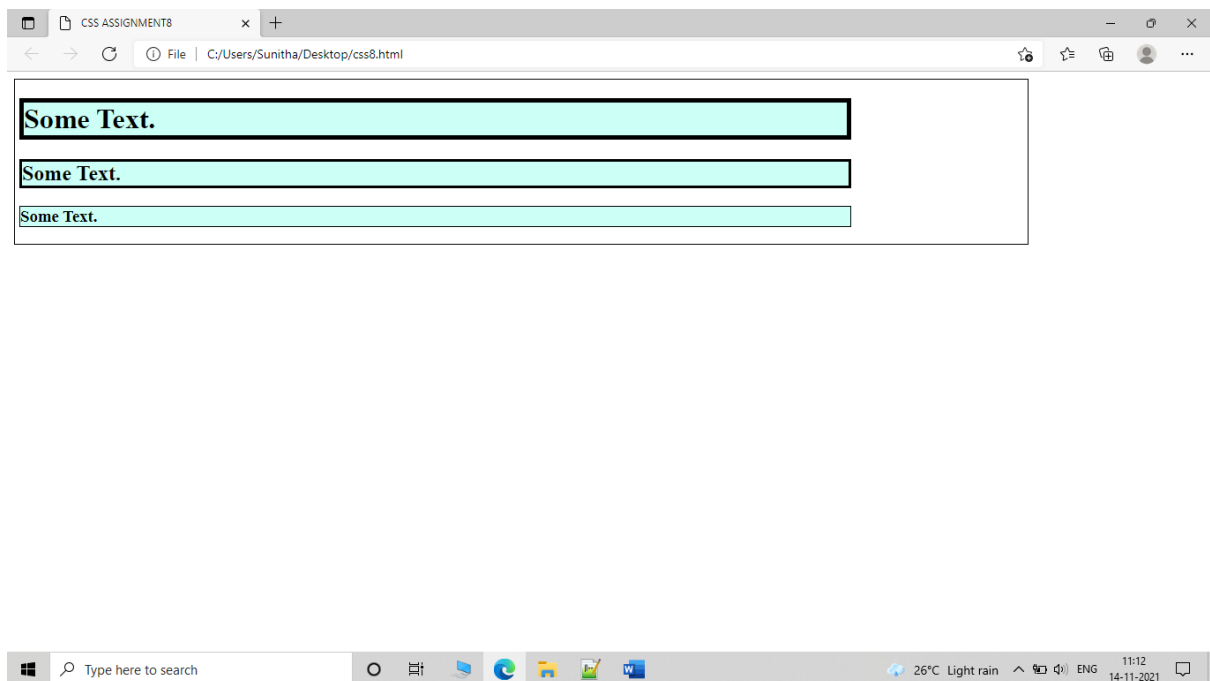 CSS ASSIGNMENT8
File | C:/Users/Sunitha/Desktop/css8.html
Some Text.
Some Text.
Some Text.
Type here to search
26°C Light rain
ENG
11:12
14-11-2021